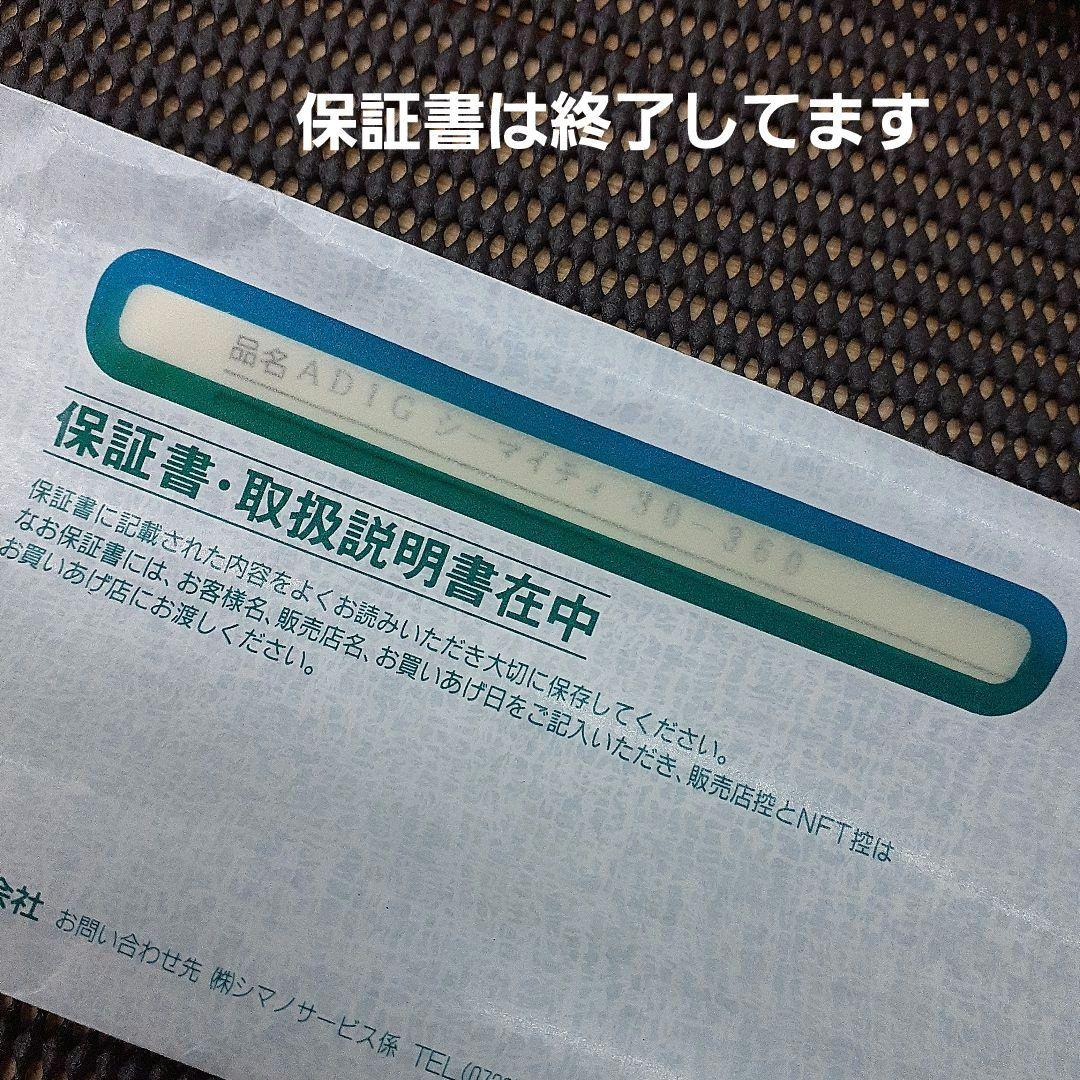 保証書は終了してます
品名ADIG シーマイティ 30-360
保証書・取扱説明書在中
保証書に記載された内容をよくお読みいただき大切に保存してください。
なお保証書には、お客様名、販売店名、お買いあげ日をご記入いただき、販売店控とNFT控は
お買いあげ店にお渡しください。
会社 お問い合わせ先 ㈱シマノサービス係 TEL(072